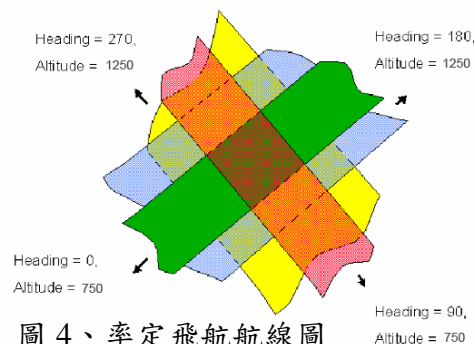 Heading = 270,
Altitude = 1250
Heading = 180,
Altitude = 1250
Heading = 0,
Altitude = 750
Heading = 90,
Altitude = 750
圖 4、率定飛航航線圖